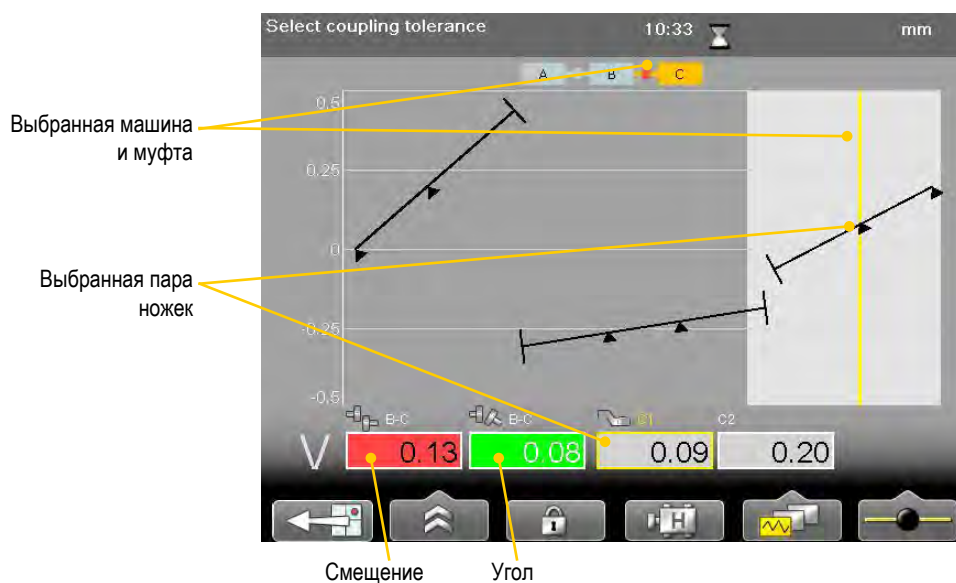 Select coupling tolerance 10:33 mm
A B C
Выбранная машина
и муфта
0.5
0.25
0
-0.25
-0.5
Выбранная пара
ножек
B-C B-C C1 C2
V 0.13 0.08 0.09 0.20
H
Смещение Угол